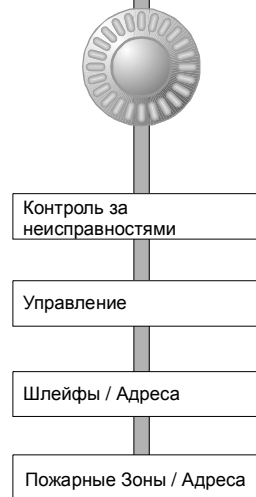 Контроль за
неисправностями
Управление
Шлейфы / Адреса
Пожарные Зоны / Адреса